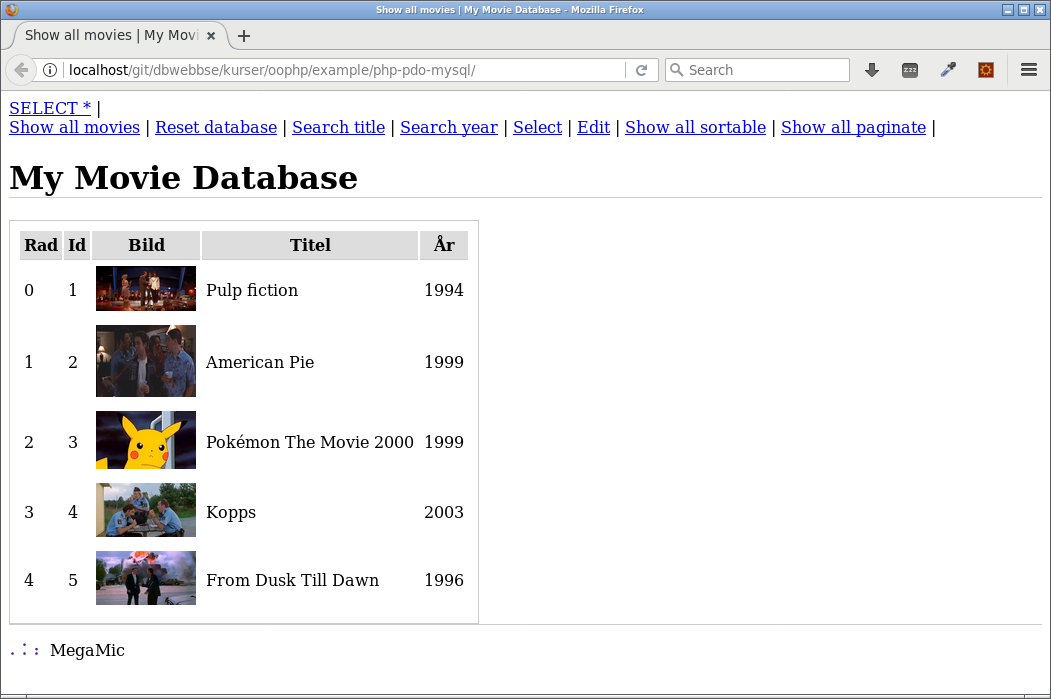 Show all movies | My Movie Database - Mozilla Firefox
Show all movies | My Movi
localhost/git/dbwebbse/kurser/oophp/example/php-pdo-mysql/
Search
zzz
SELECT * |
Show all movies | Reset database | Search title | Search year | Select | Edit | Show all sortable | Show all paginate |
My Movie Database
Rad Id Bild Titel År
0 1 Pulp fiction 1994
1 2 American Pie 1999
2 3 Pokémon The Movie 2000 1999
3 4 Kopps 2003
4 5 From Dusk Till Dawn 1996
. : : MegaMic